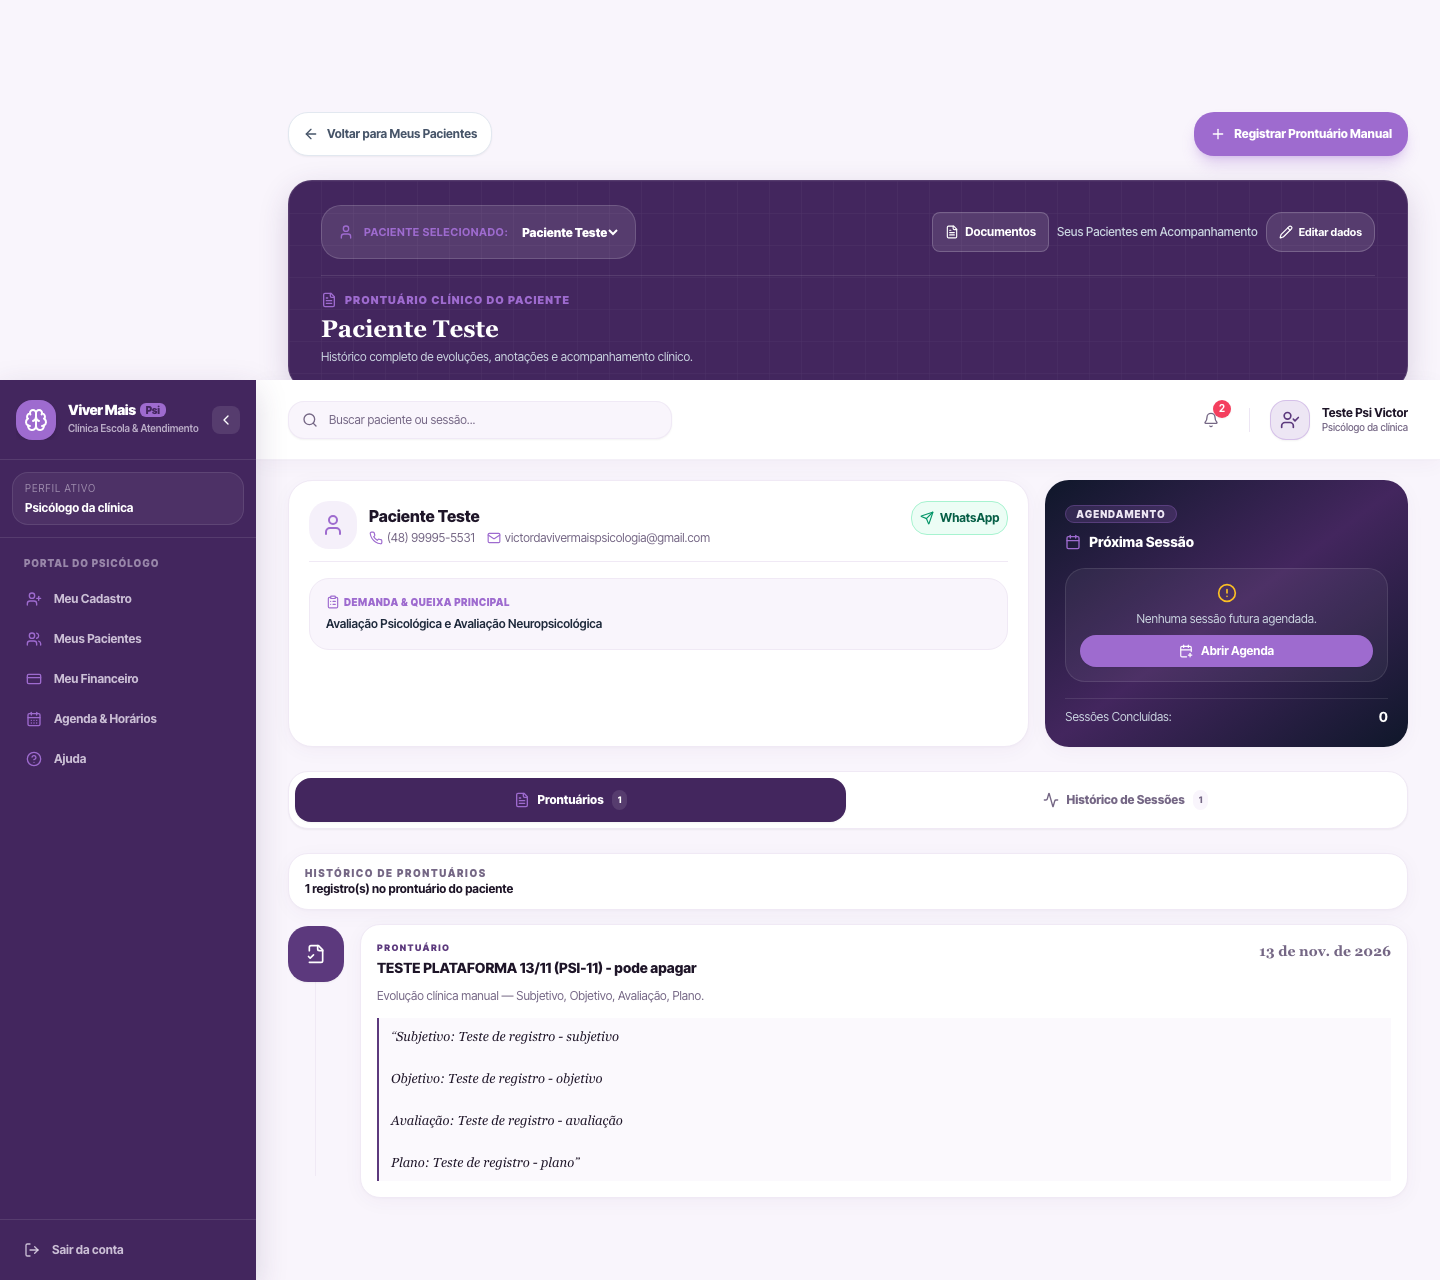 Voltar para Meus Pacientes
Registrar Prontuário Manual
PACIENTE SELECIONADO: Paciente Teste
Documentos
Seus Pacientes em Acompanhamento
Editar dados
PRONTUÁRIO CLÍNICO DO PACIENTE
Paciente Teste
Histórico completo de evoluções, anotações e acompanhamento clínico.
Viver Mais Psi
Clínica Escola & Atendimento
Buscar paciente ou sessão...
2
Teste Psi Victor
Psicólogo da clínica
PERFIL ATIVO
Psicólogo da clínica
PORTAL DO PSICÓLOGO
Meu Cadastro
Meus Pacientes
Meu Financeiro
Agenda & Horários
Ajuda
Sair da conta
Paciente Teste
(48) 99995-5531 victordavivermaispsicologia@gmail.com
WhatsApp
DEMANDA & QUEIXA PRINCIPAL
Avaliação Psicológica e Avaliação Neuropsicológica
AGENDAMENTO
Próxima Sessão
Nenhuma sessão futura agendada.
Abrir Agenda
Sessões Concluídas: 0
Prontuários 1
Histórico de Sessões 1
HISTÓRICO DE PRONTUÁRIOS
1 registro(s) no prontuário do paciente
PRONTUÁRIO
13 de nov. de 2026
TESTE PLATAFORMA 13/11 (PSI-11) - pode apagar
Evolução clínica manual — Subjetivo, Objetivo, Avaliação, Plano.
“Subjetivo: Teste de registro - subjetivo
Objetivo: Teste de registro - objetivo
Avaliação: Teste de registro - avaliação
Plano: Teste de registro - plano”